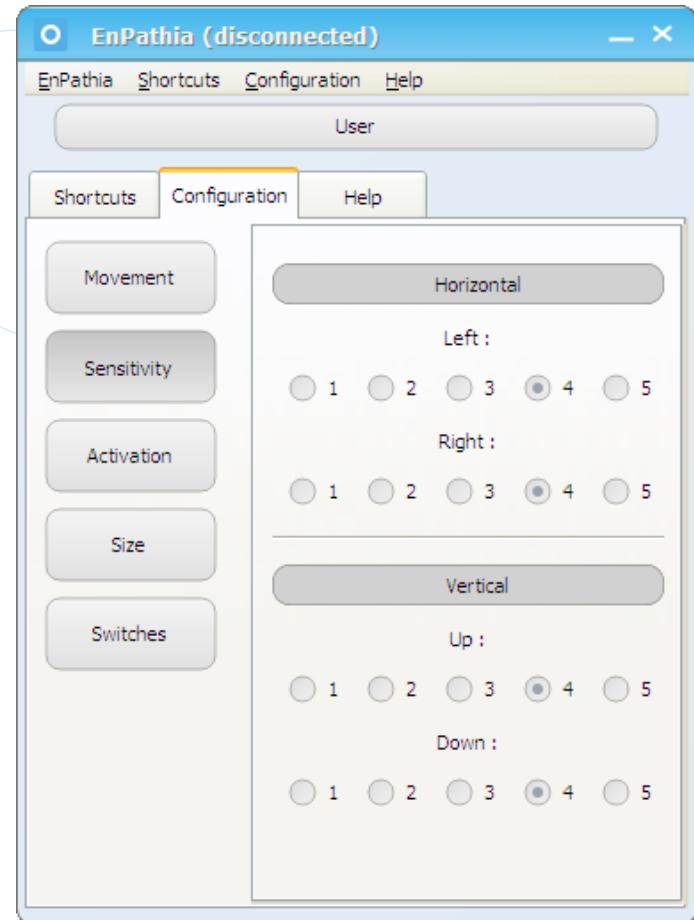 EnPathia (disconnected)
EnPathia Shortcuts Configuration Help
User
Shortcuts Configuration Help
Movement
Sensitivity
Activation
Size
Switches
Horizontal
Left :
1 2 3 4 5
Right :
1 2 3 4 5
Vertical
Up :
1 2 3 4 5
Down :
1 2 3 4 5